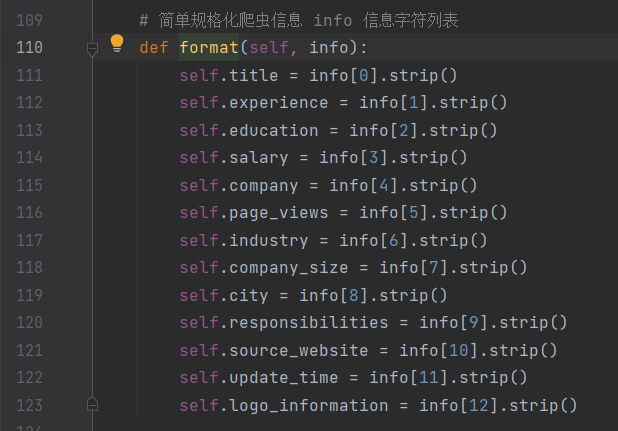 109 # 简单规格化爬虫信息 info 信息字符列表
110 def format(self, info):
111 self.title = info[0].strip()
112 self.experience = info[1].strip()
113 self.education = info[2].strip()
114 self.salary = info[3].strip()
115 self.company = info[4].strip()
116 self.page_views = info[5].strip()
117 self.industry = info[6].strip()
118 self.company_size = info[7].strip()
119 self.city = info[8].strip()
120 self.responsibilities = info[9].strip()
121 self.source_website = info[10].strip()
122 self.update_time = info[11].strip()
123 self.logo_information = info[12].strip()